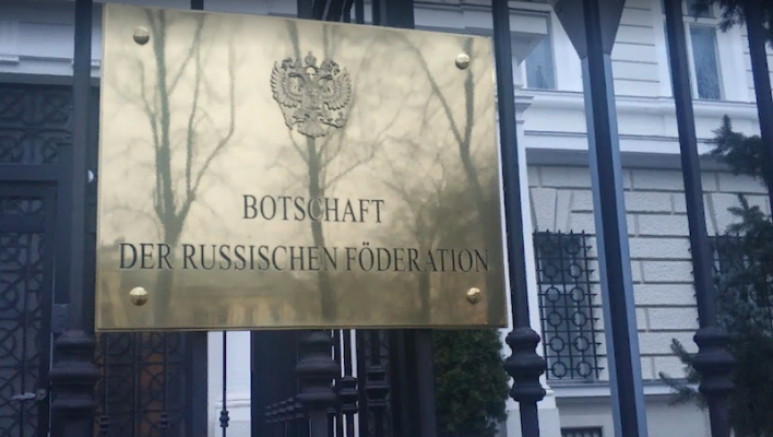 BOTSCHAFT
DER RUSSISCHEN FÖDERATION